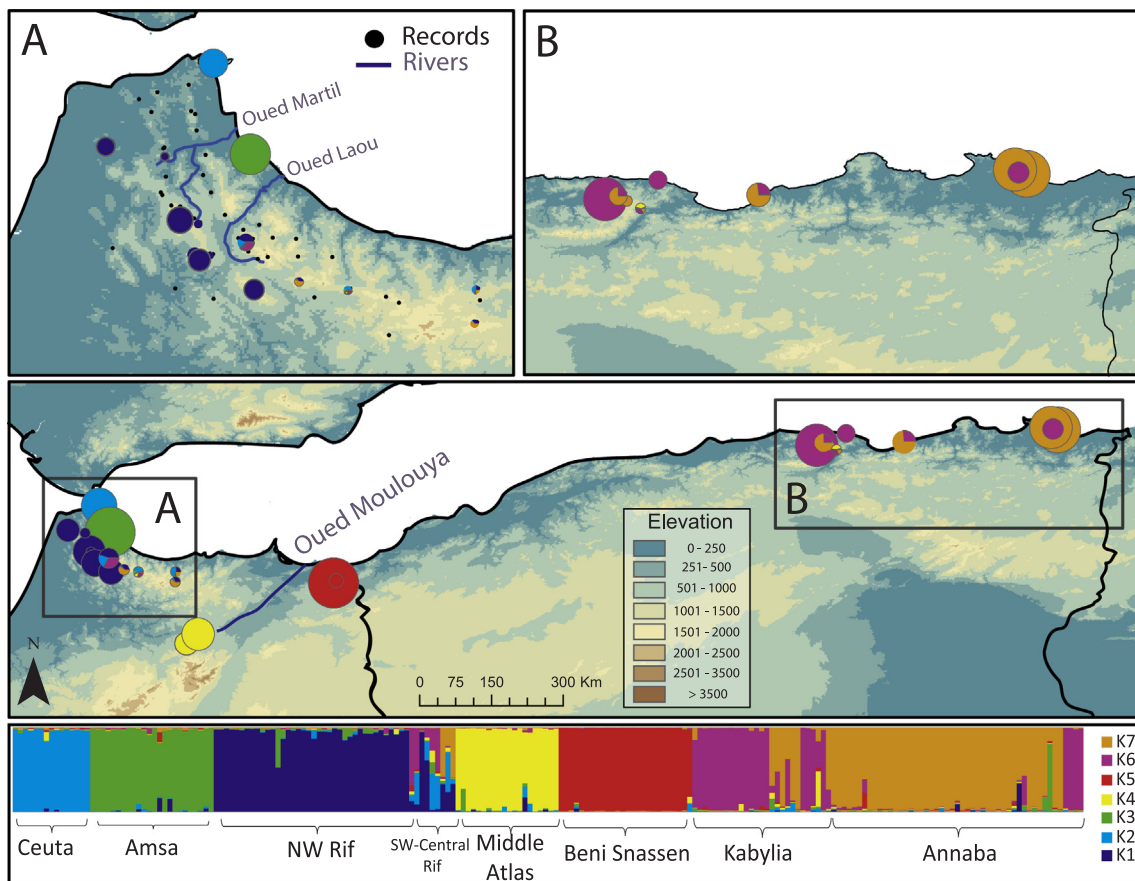 A
Records
Rivers
Oued Martil
Oued Laou
B
A
Oued Moulouya
B
Elevation
0 - 250
251 - 500
501 - 1000
1001 - 1500
1501 - 2000
2001 - 2500
2501 - 3500
> 3500
N
0 75 150 300 Km
K7
K6
K5
K4
K3
K2
K1
Ceuta
Amsa
NW Rif
SW-Central
Rif
Middle
Atlas
Beni Snassen
Kabylia
Annaba